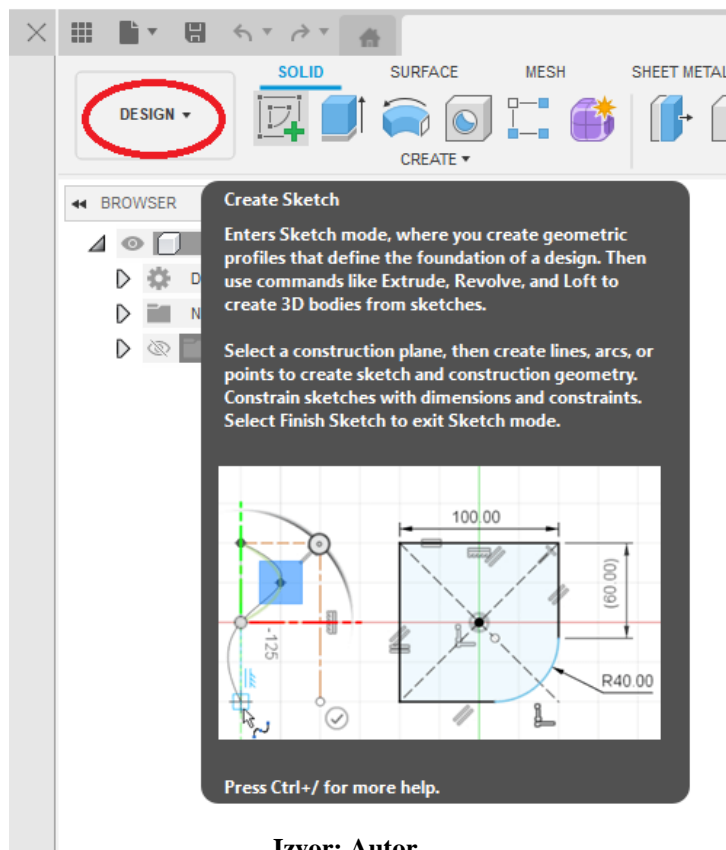 SOLID SURFACE MESH SHEET METAL
DESIGN
CREATE
BROWSER
D
N
Create Sketch
Enters Sketch mode, where you create geometric
profiles that define the foundation of a design. Then
use commands like Extrude, Revolve, and Loft to
create 3D bodies from sketches.
Select a construction plane, then create lines, arcs, or
points to create sketch and construction geometry.
Constrain sketches with dimensions and constraints.
Select Finish Sketch to exit Sketch mode.
100.00
(60.00)
-125
R40.00
Press Ctrl+/ for more help.
Izvor: Autor